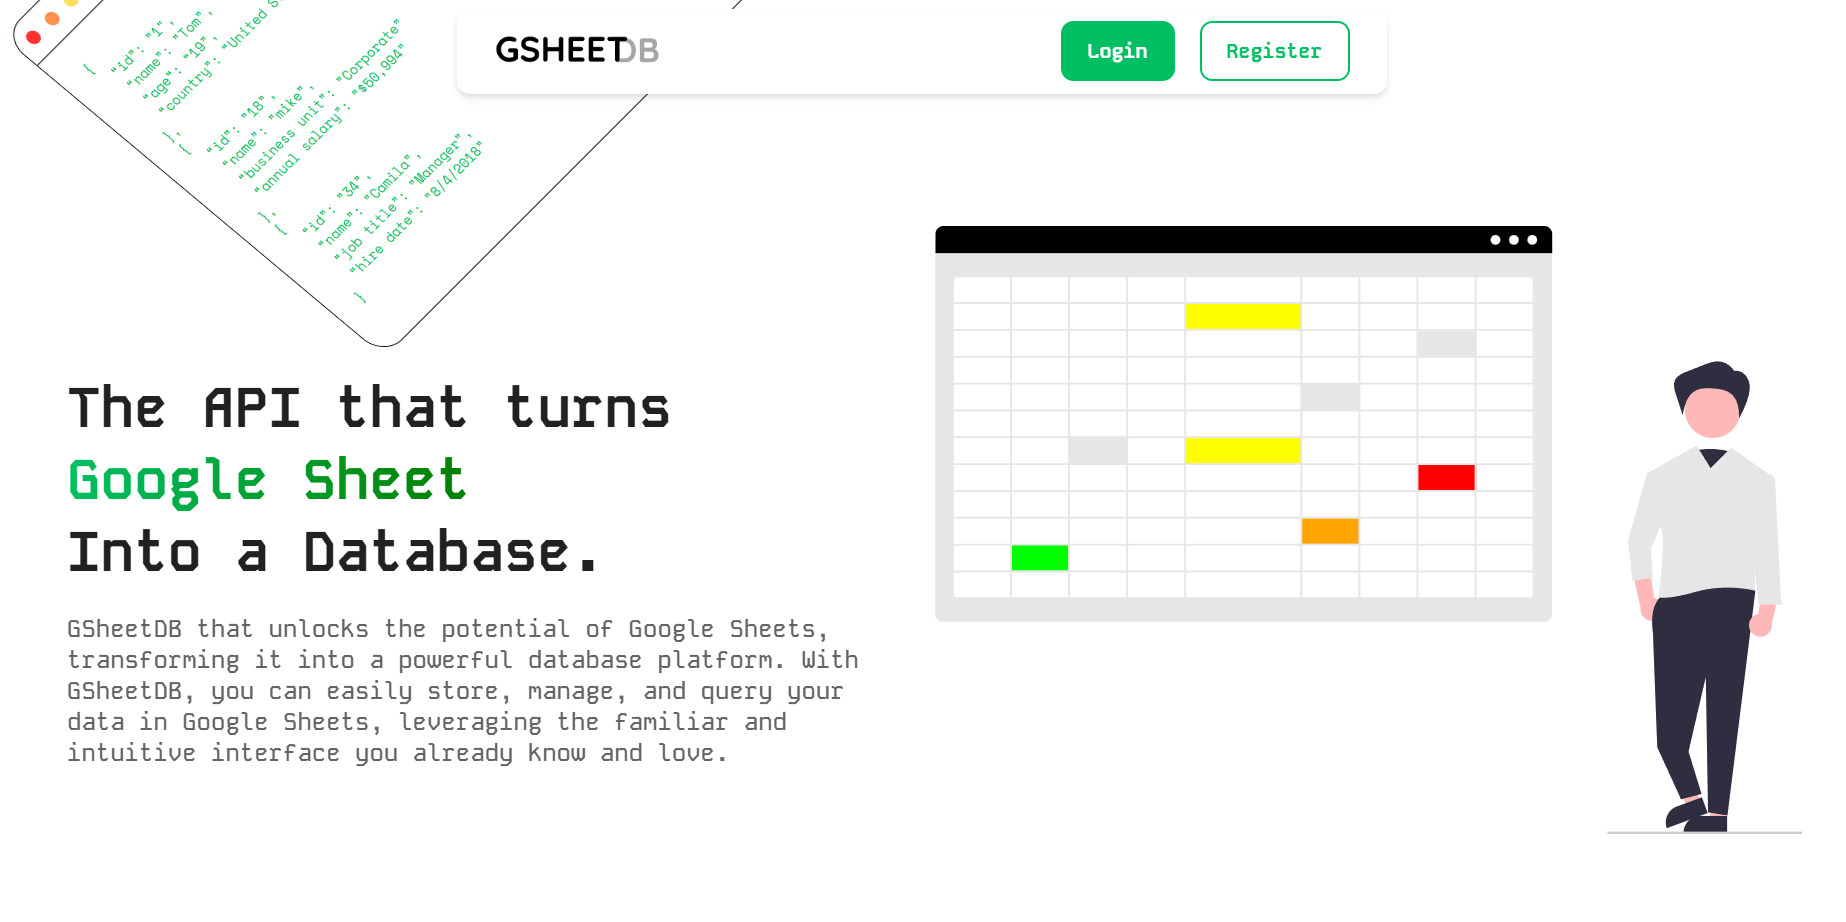 {
"id": "1",
"name": "Tom",
"age": "19",
"country": "United S
},
{
"id": "18",
"name": "mike",
"business unit": "Corporate"
"annual salary": "$50,994"
},
{
"id": "34",
"name": "Camila",
"job title": "Manager",
"hire date": "8/4/2018"
}
GSHEETDB
Login
Register
The API that turns
Google Sheet
Into a Database.
GSheetDB that unlocks the potential of Google Sheets,
transforming it into a powerful database platform. With
GSheetDB, you can easily store, manage, and query your
data in Google Sheets, leveraging the familiar and
intuitive interface you already know and love.